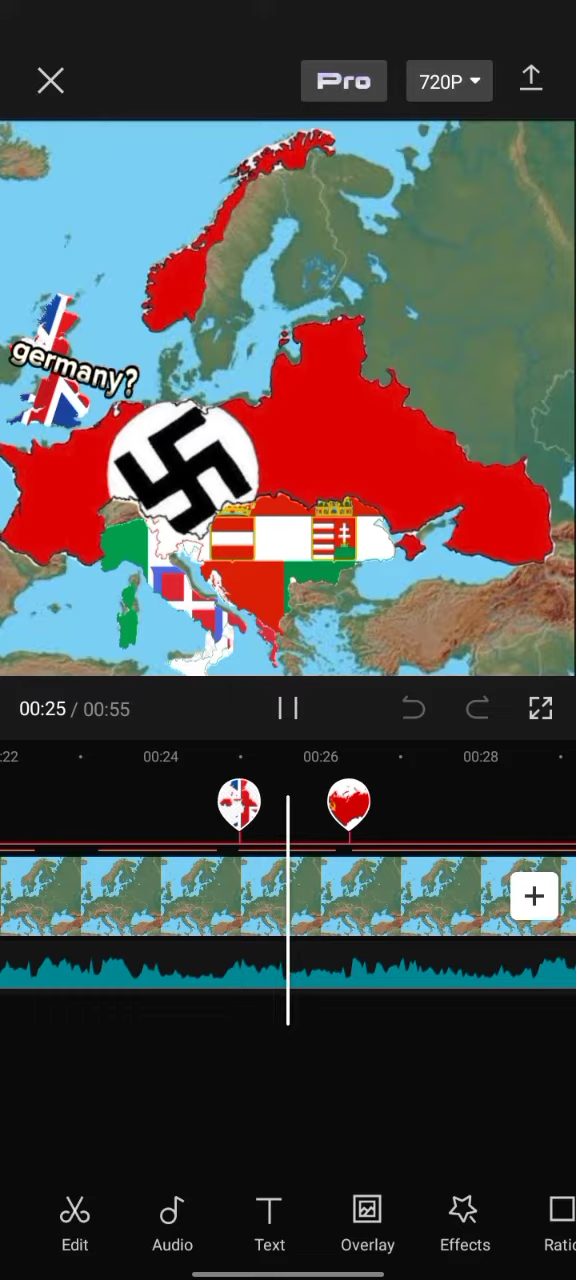 Pro
720P
germany?
00:25 / 00:55
:22
00:24
00:26
00:28
Edit
Audio
Text
Overlay
Effects
Ratio